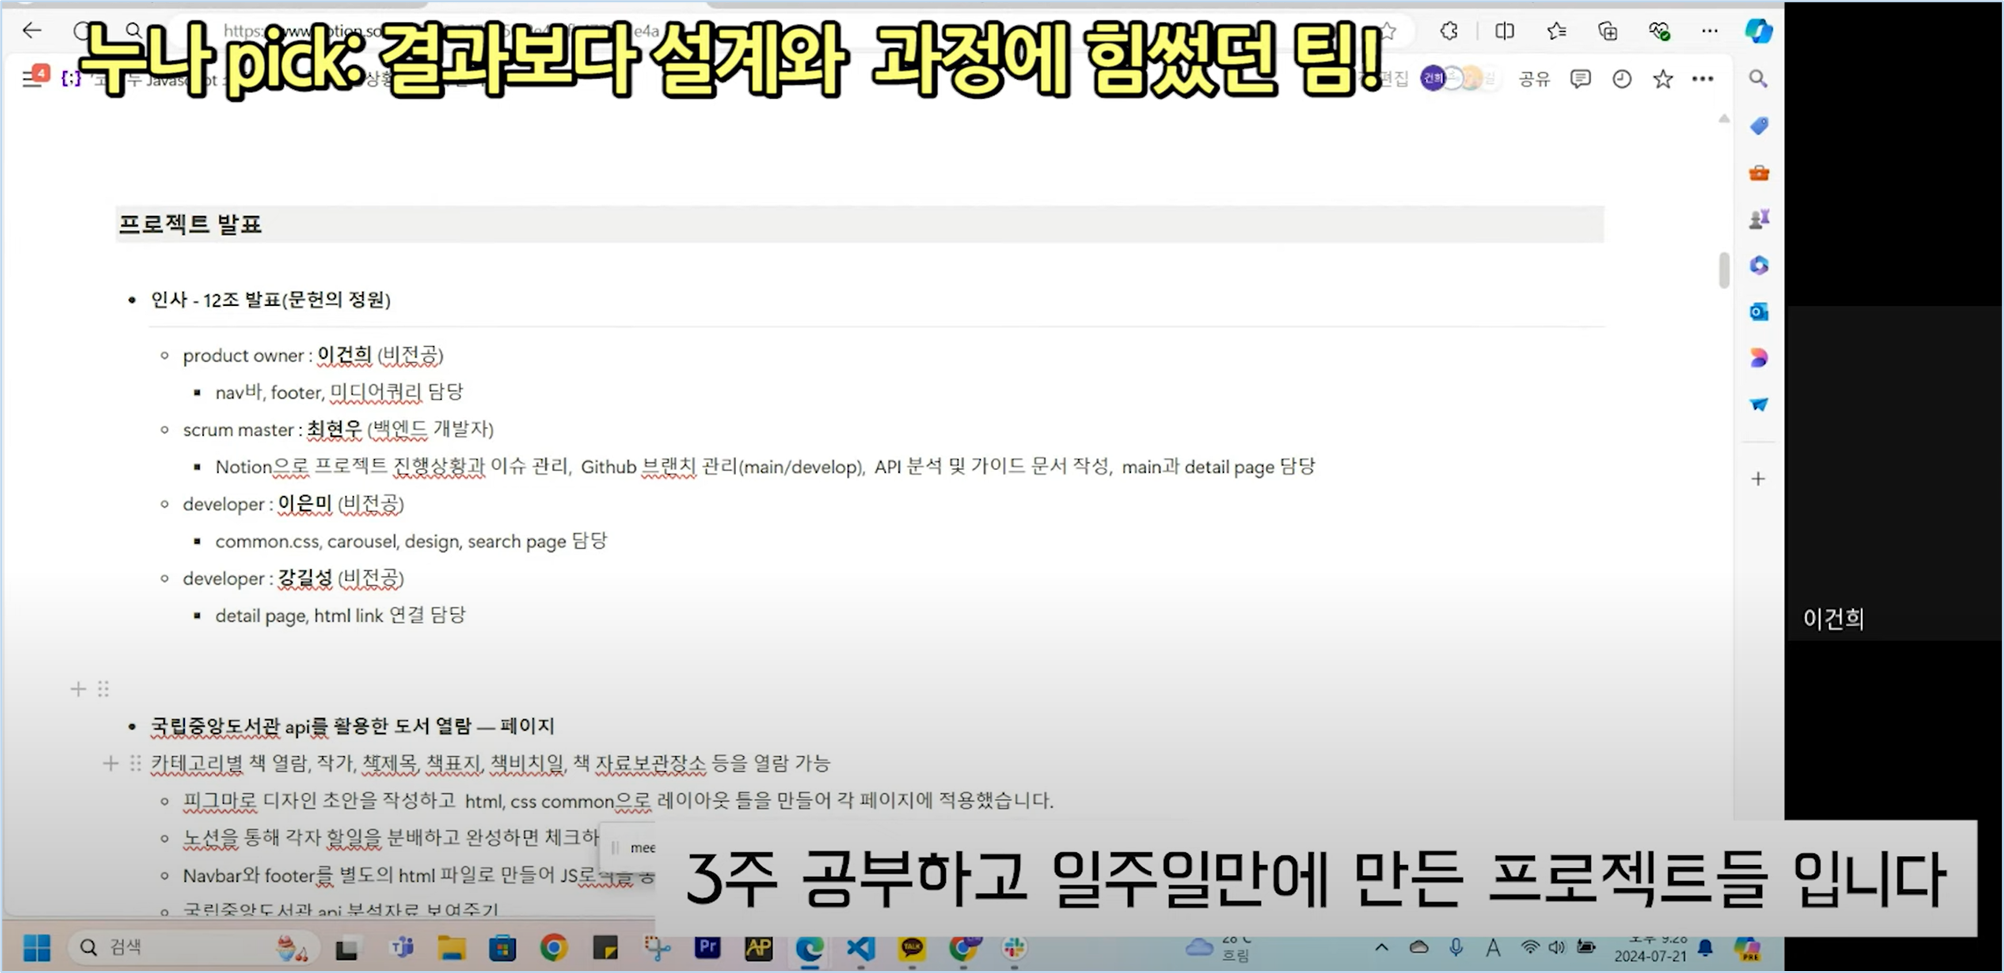 누나 pick: 결과보다 설계와 과정에 힘썼던 팀!
https:
e4a
4
편집
건희
공유
프로젝트 발표
인사 - 12조 발표(문헌의 정원)
product owner : 이건희 (비전공)
nav바, footer, 미디어쿼리 담당
scrum master : 최현우 (백엔드 개발자)
Notion으로 프로젝트 진행상황과 이슈 관리, Github 브랜치 관리(main/develop), API 분석 및 가이드 문서 작성, main과 detail page 담당
developer : 이은미 (비전공)
common.css, carousel, design, search page 담당
developer : 강길성 (비전공)
detail page, html link 연결 담당
이건희
국립중앙도서관 api를 활용한 도서 열람 — 페이지
카테고리별 책 열람, 작가, 책제목, 책표지, 책비치일, 책 자료보관장소 등을 열람 가능
피그마로 디자인 초안을 작성하고 html, css common으로 레이아웃 틀을 만들어 각 페이지에 적용했습니다.
노션을 통해 각자 할일을 분배하고 완성하면 체크하
mee
Navbar와 footer를 별도의 html 파일로 만들어 JS로
국립중앙도서관 api 분석자료 보여주기
3주 공부하고 일주일만에 만든 프로젝트들 입니다
검색
Pr
AP
TALK
28°C
흐림
A
오후 9:28
2024-07-21
PRE